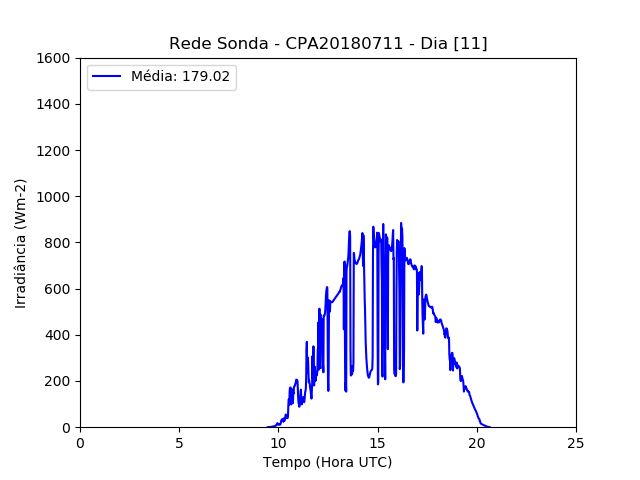 Rede Sonda - CPA20180711 - Dia [11]
Média: 179.02
Irradiância (Wm-2)
1600
1400
1200
1000
800
600
400
200
0
0 5 10 15 20 25
Tempo (Hora UTC)